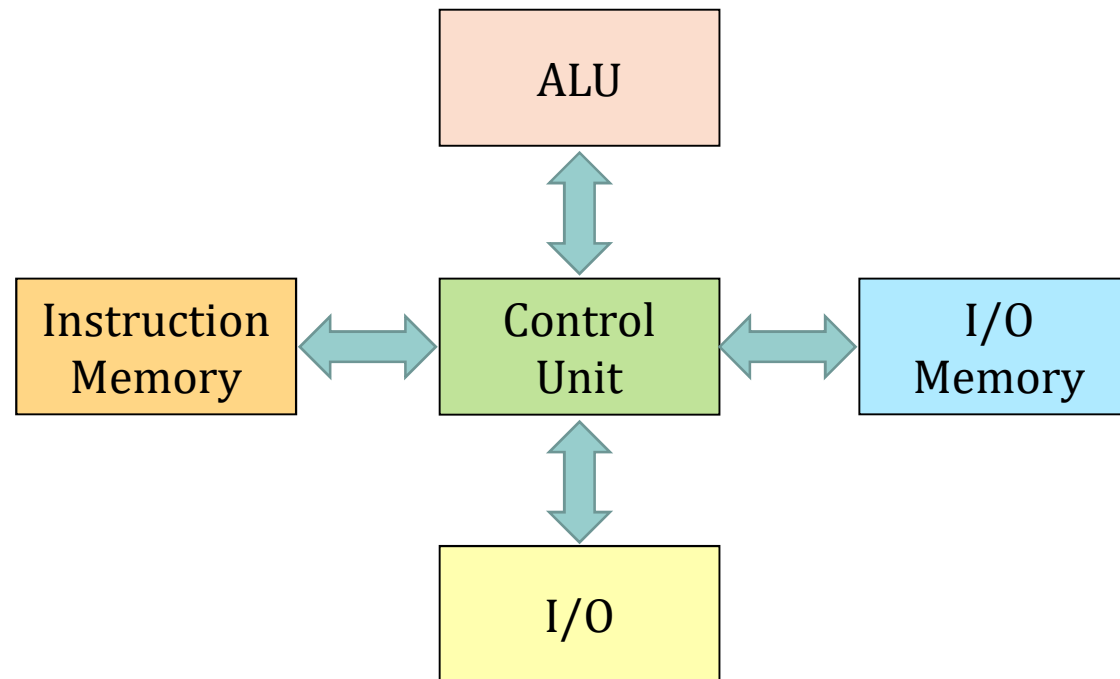 ALU
Instruction
Memory
Control
Unit
I/O
Memory
I/O